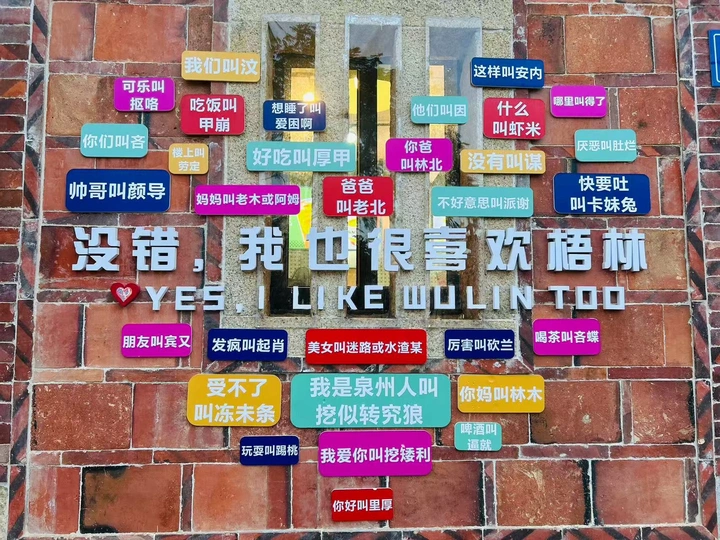 我们叫汶
这样叫安内
可乐叫
抠咯
吃饭叫
甲崩
想睡了叫
爱困啊
他们叫因
什么
叫虾米
哪里叫得了
你们叫吝
楼上叫
劳定
好吃叫厚甲
你爸
叫林北
没有叫谋
厌恶叫肚烂
帅哥叫颜导
妈妈叫老木或阿姆
爸爸
叫老北
不好意思叫派谢
快要吐
叫卡妹兔
没错,我也很喜欢梧林
YES,I LIKE WULIN TOO
朋友叫宾又
发疯叫起肖
美女叫迷路或水渣某
厉害叫砍兰
喝茶叫吝蝶
受不了
叫冻未条
我是泉州人叫
挖似转究狼
你妈叫林木
玩耍叫踢桃
我爱你叫挖矮利
啤酒叫
逼就
你好叫里厚